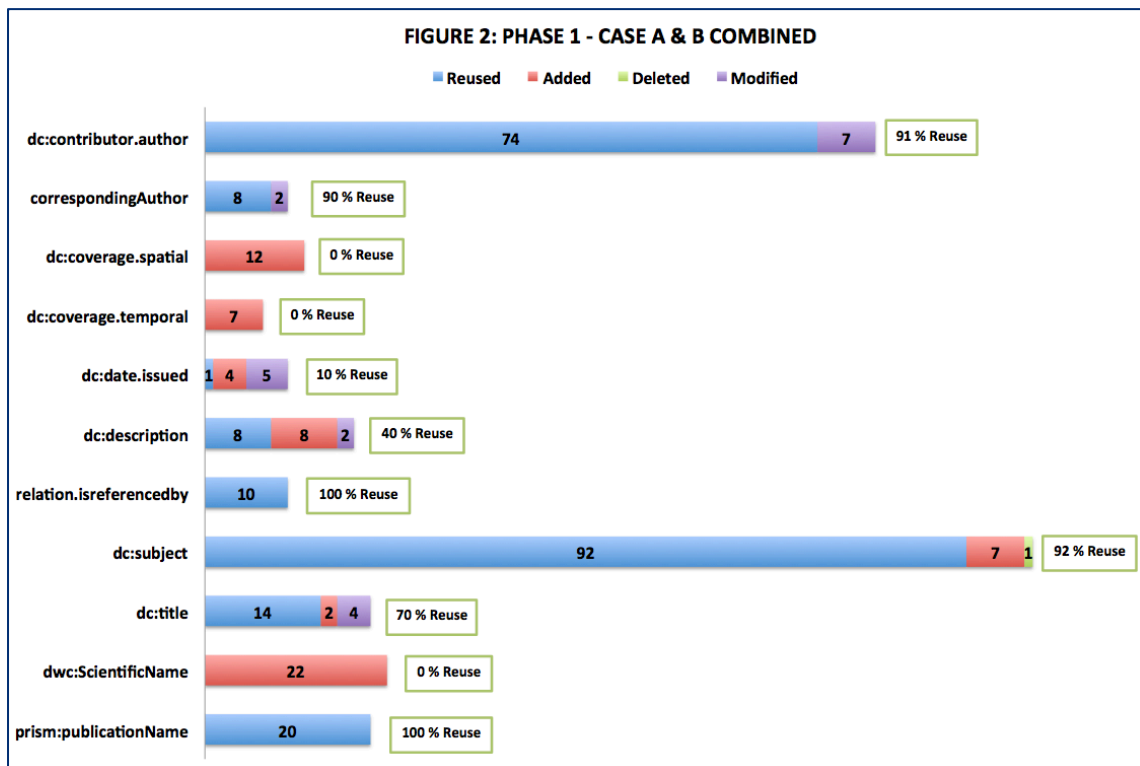 FIGURE 2: PHASE 1 - CASE A & B COMBINED
Reused Added Deleted Modified
dc:contributor.author 74 7 91 % Reuse
correspondingAuthor 8 2 90 % Reuse
dc:coverage.spatial 12 0 % Reuse
dc:coverage.temporal 7 0 % Reuse
dc:date.issued 1 4 5 10 % Reuse
dc:description 8 8 2 40 % Reuse
relation.isreferencedby 10 100 % Reuse
dc:subject 92 7 1 92 % Reuse
dc:title 14 2 4 70 % Reuse
dwc:ScientificName 22 0 % Reuse
prism:publicationName 20 100 % Reuse